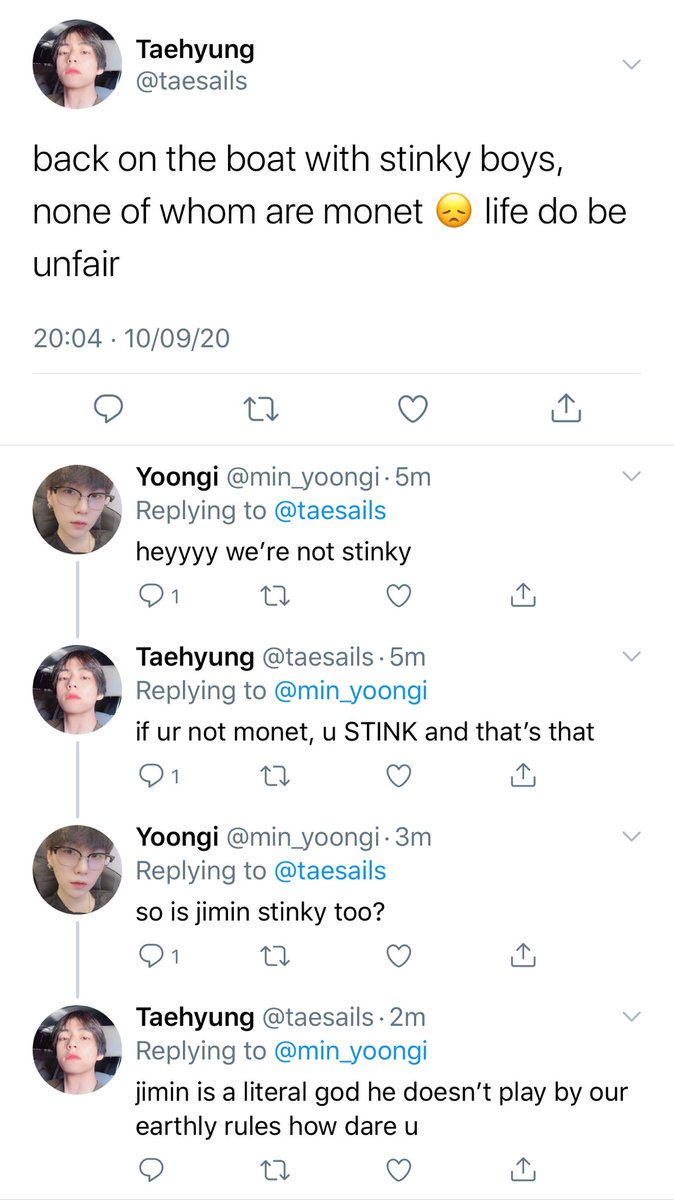 Taehyung
@taesails
back on the boat with stinky boys,
none of whom are monet 😞 life do be
unfair
20:04 · 10/09/20
Yoongi @min_yoongi · 5m
Replying to @taesails
heyyyy we’re not stinky
1
Taehyung @taesails · 5m
Replying to @min_yoongi
if ur not monet, u STINK and that’s that
1
Yoongi @min_yoongi · 3m
Replying to @taesails
so is jimin stinky too?
1
Taehyung @taesails · 2m
Replying to @min_yoongi
jimin is a literal god he doesn’t play by our
earthly rules how dare u